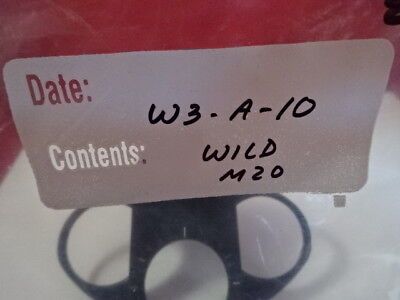 Date: W3-A-10
Contents: WILD
M20